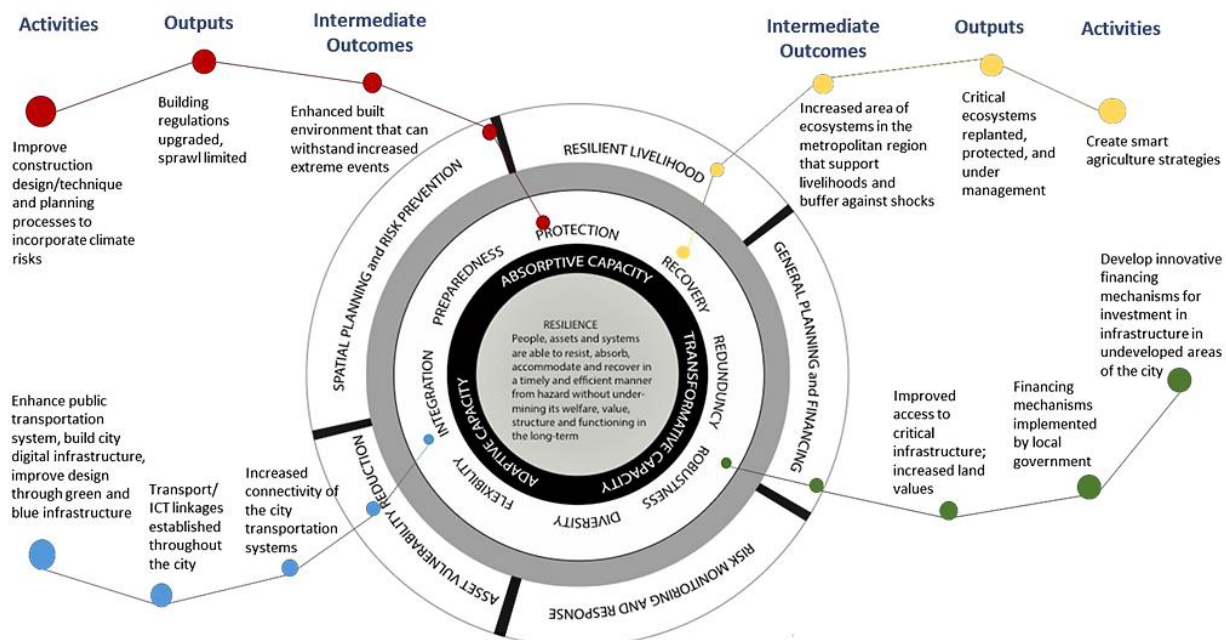 Activities
Outputs
Intermediate
Outcomes
Intermediate
Outcomes
Outputs
Activities
Improve
construction
design/technique
and planning
processes to
incorporate climate
risks
Building
regulations
upgraded,
sprawl limited
Enhanced built
environment that can
withstand increased
extreme events
Increased area of
ecosystems in the
metropolitan region
that support
livelihoods and
buffer against shocks
Critical
ecosystems
replanted,
protected, and
under
management
Create smart
agriculture strategies
SPATIAL PLANNING and RISK PREVENTION
RESILIENT LIVELIHOOD
GENERAL PLANNING and FINANCING
RISK MONITORING AND RESPONSE
ASSET VULNERABILITY REDUCTION
PROTECTION
RECOVERY
REDUNDUNCY
ROBUSTNESS
DIVERSITY
FLEXIBILITY
INTEGRATION
PREPAREDNESS
ABSORPTIVE CAPACITY
TRANSFORMATIVE CAPACITY
ADAPTIVE CAPACITY
RESILIENCE
People, assets and systems
are able to resist, absorb,
accommodate and recover in
a timely and efficient manner
from hazard without under-
mining its welfare, value,
structure and functioning in
the long-term
Enhance public
transportation
system, build city
digital infrastructure,
improve design
through green and
blue infrastructure
Transport/
ICT linkages
established
throughout
the city
Increased
connectivity of
the city
transportation
systems
Improved
access to
critical
infrastructure;
increased land
values
Financing
mechanisms
implemented
by local
government
Develop innovative
financing
mechanisms for
investment in
infrastructure in
undeveloped areas
of the city